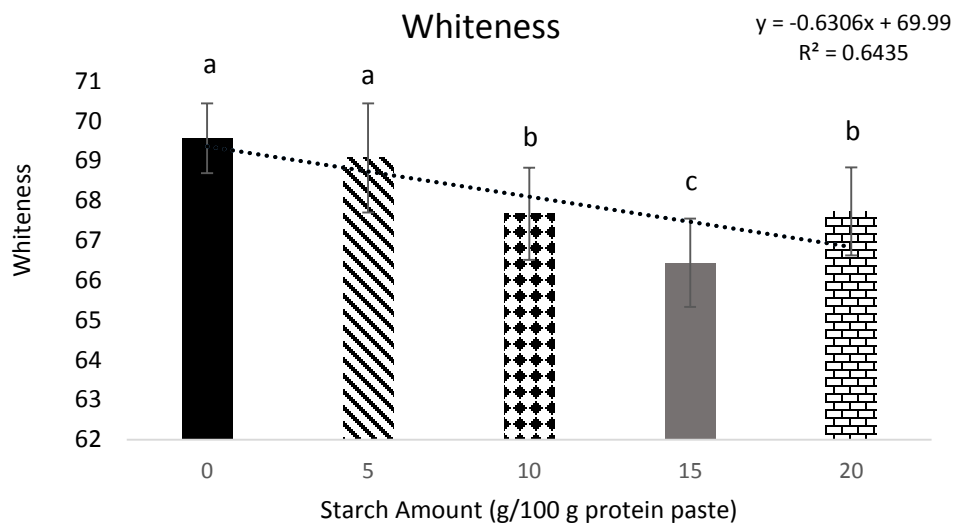 Whiteness
y = -0.6306x + 69.99
R² = 0.6435
71
70
69
68
67
66
65
64
63
62
Whiteness
a
a
b
c
b
0
5
10
15
20
Starch Amount (g/100 g protein paste)